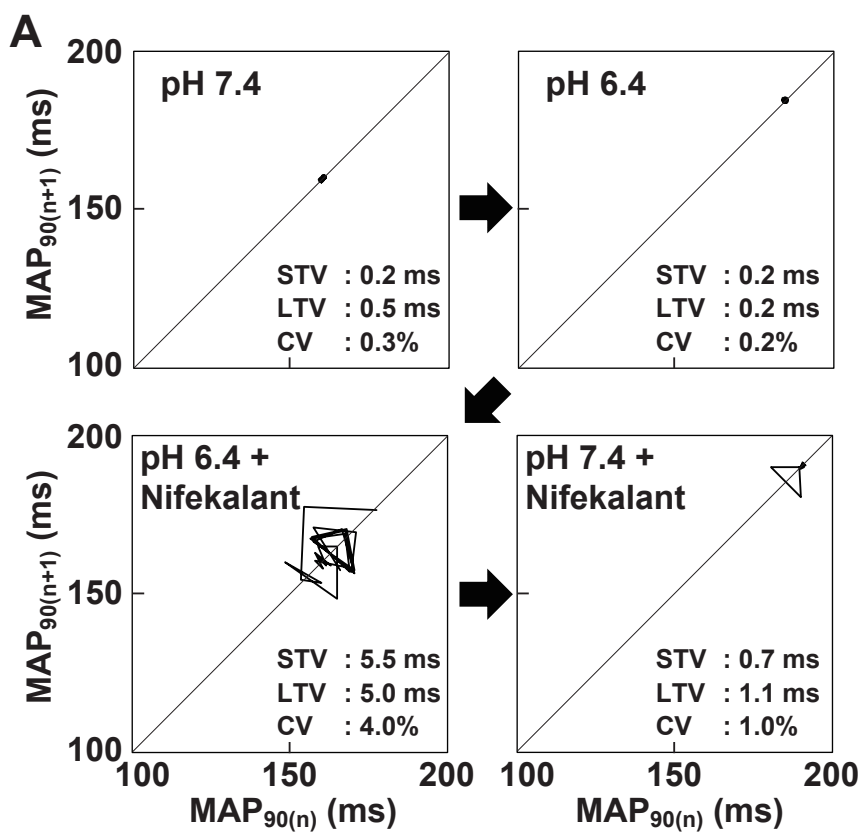 A
200
pH 7.4
150
100
MAP90(n+1) (ms)
STV : 0.2 ms
LTV : 0.5 ms
CV : 0.3%
150
pH 6.4
STV : 0.2 ms
LTV : 0.2 ms
CV : 0.2%
150
200
200
pH 6.4 +
Nifekalant
150
100
MAP90(n+1) (ms)
STV : 5.5 ms
LTV : 5.0 ms
CV : 4.0%
100
150
200
MAP90(n) (ms)
pH 7.4 +
Nifekalant
STV : 0.7 ms
LTV : 1.1 ms
CV : 1.0%
100
150
200
MAP90(n) (ms)